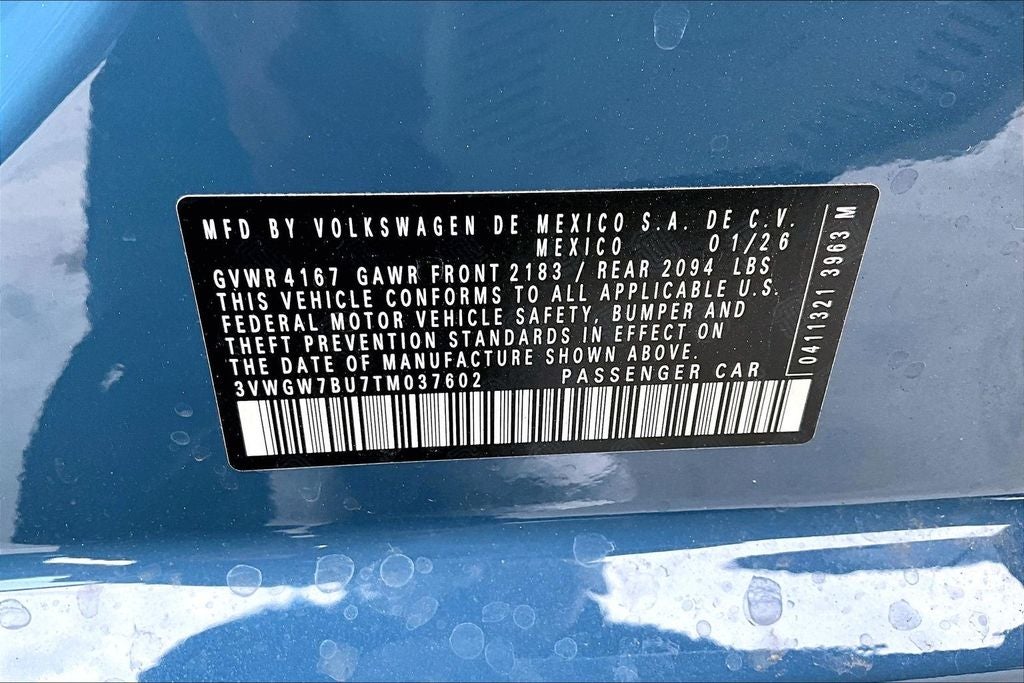 MFD BY VOLKSWAGEN DE MEXICO S.A. DE C.V.
MEXICO 01/26
GVWR 4167 GAWR FRONT 2183 / REAR 2094 LBS
THIS VEHICLE CONFORMS TO ALL APPLICABLE U.S.
FEDERAL MOTOR VEHICLE SAFETY, BUMPER AND
THEFT PREVENTION STANDARDS IN EFFECT ON
THE DATE OF MANUFACTURE SHOWN ABOVE.
3VWGW7BU7TM037602 PASSENGER CAR
0411321 3963 M